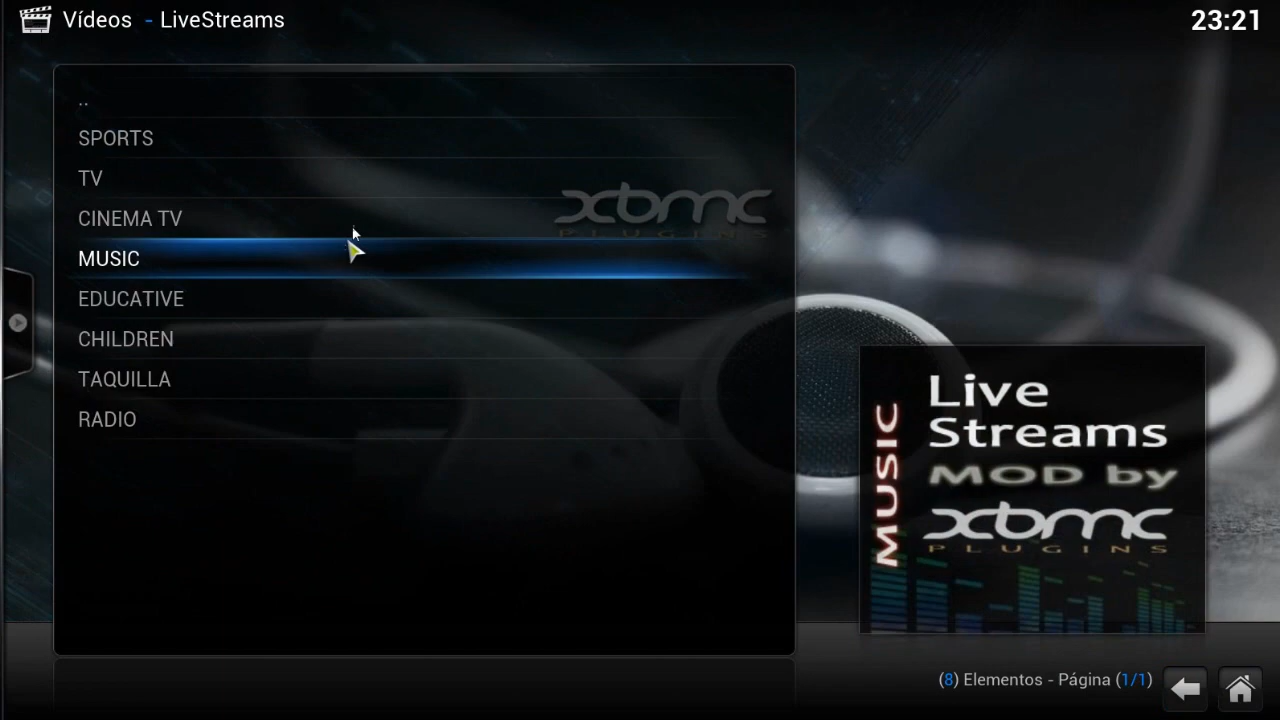 Vídeos - LiveStreams
23:21
..
SPORTS
TV
CINEMA TV
MUSIC
EDUCATIVE
CHILDREN
TAQUILLA
RADIO
xbmc
PLUGINS
MUSIC
Live
Streams
MOD by
xbmc
PLUGINS
(8) Elementos - Página (1/1)